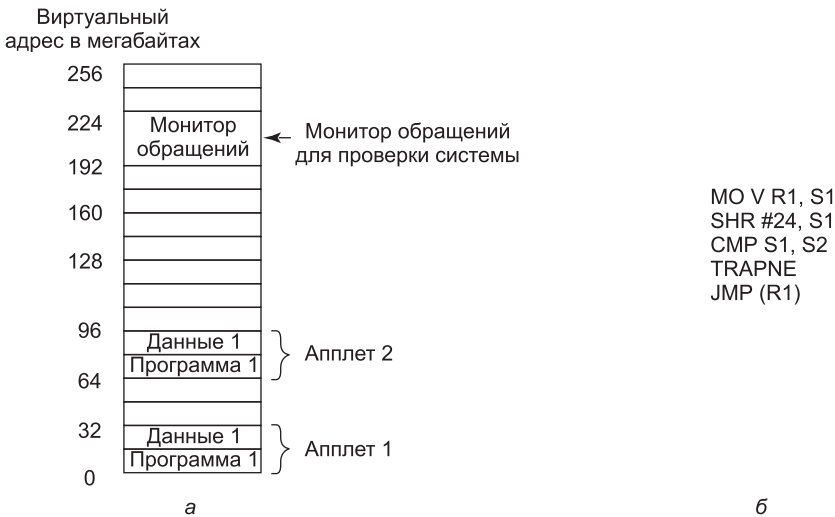 Виртуальный
адрес в мегабайтах
256
224
192
160
128
96
64
32
0
Монитор
обращений
Монитор обращений
для проверки системы
Данные 1
Программа 1
Апплет 2
Данные 1
Программа 1
Апплет 1
а
MO V R1, S1
SHR #24, S1
CMP S1, S2
TRAPNE
JMP (R1)
б